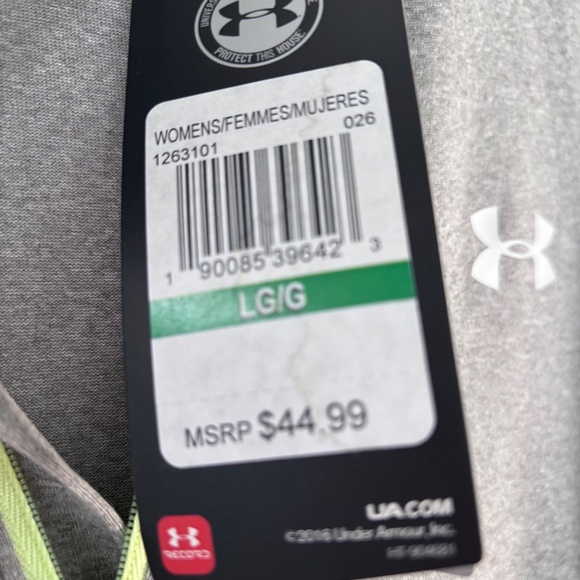 PROTECT THIS HOUSE
WOMENS/FEMMES/MUJERES
1263101 026
1 90085 39642 3
LG/G
MSRP $44.99
UA.COM
©2016 Under Armour, Inc.
RECORD